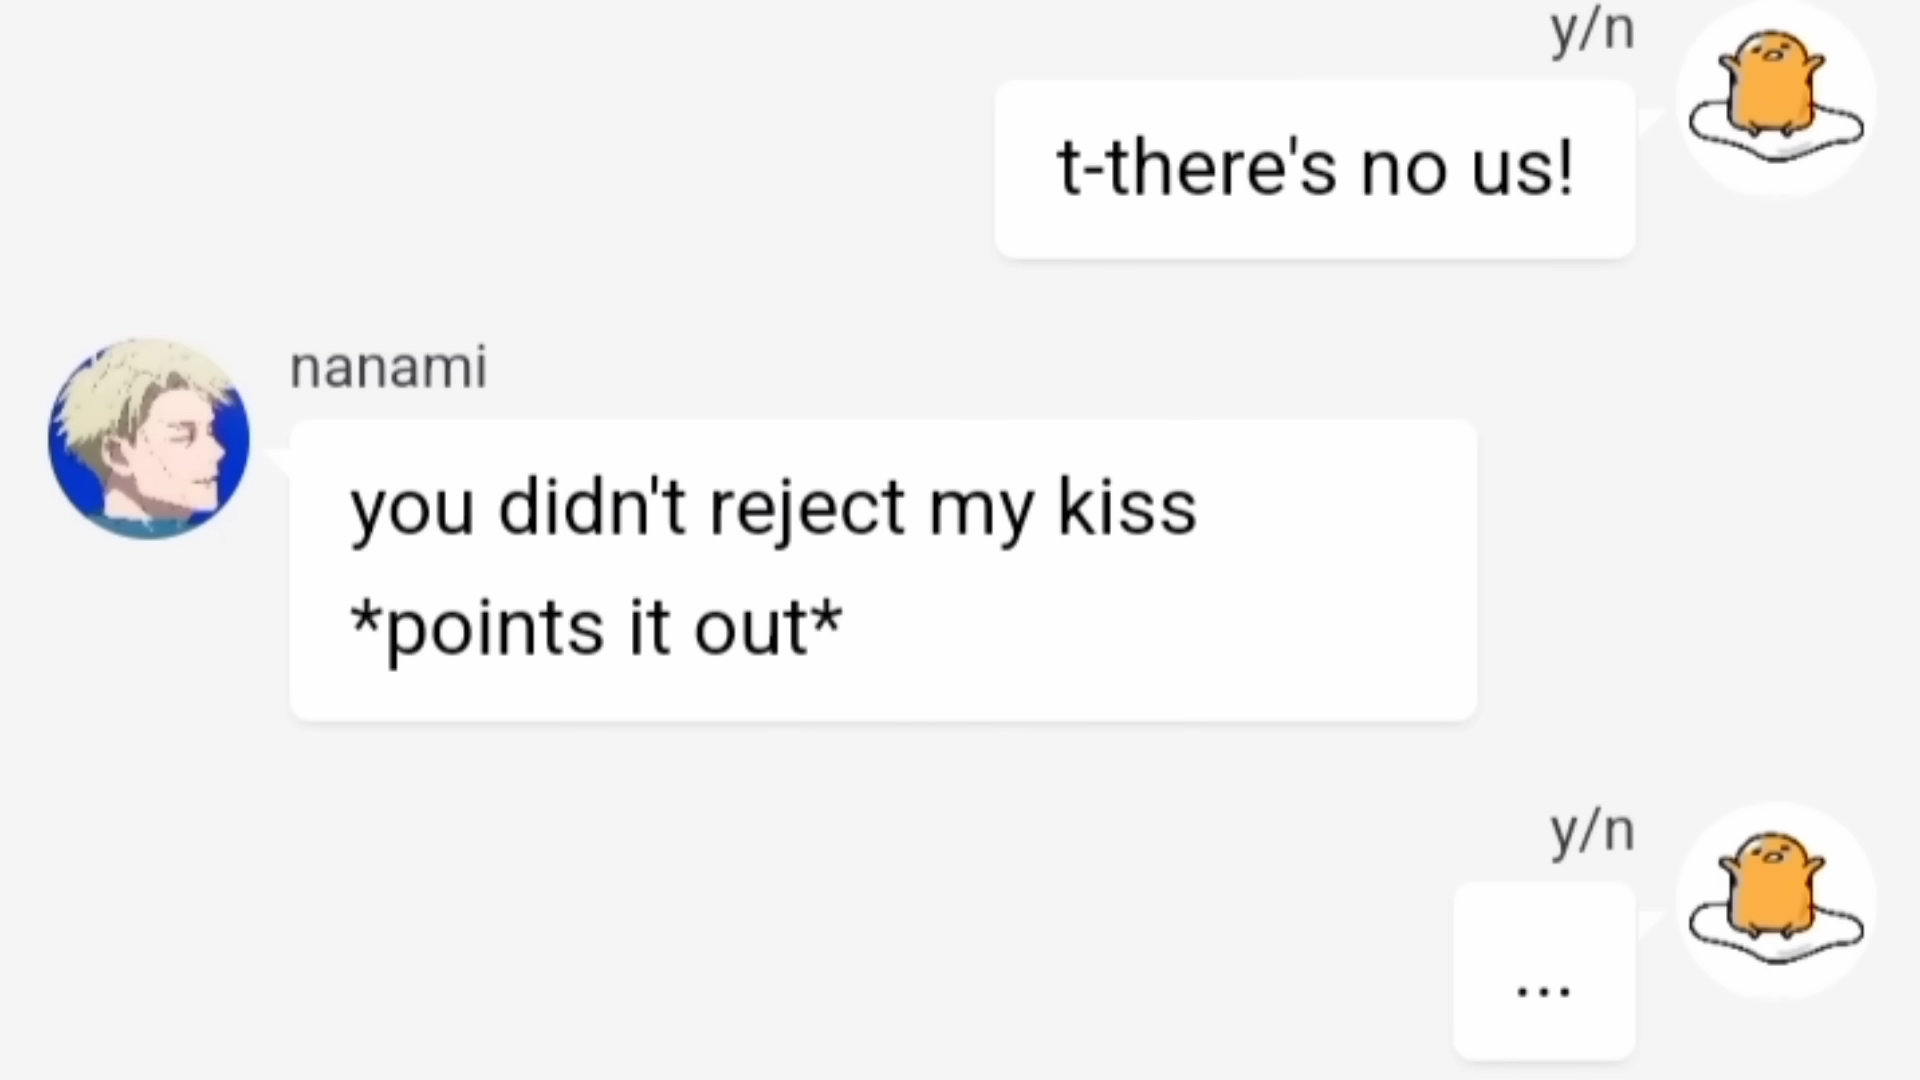 y/n
t-there's no us!
nanami
you didn't reject my kiss
*points it out*
y/n
...